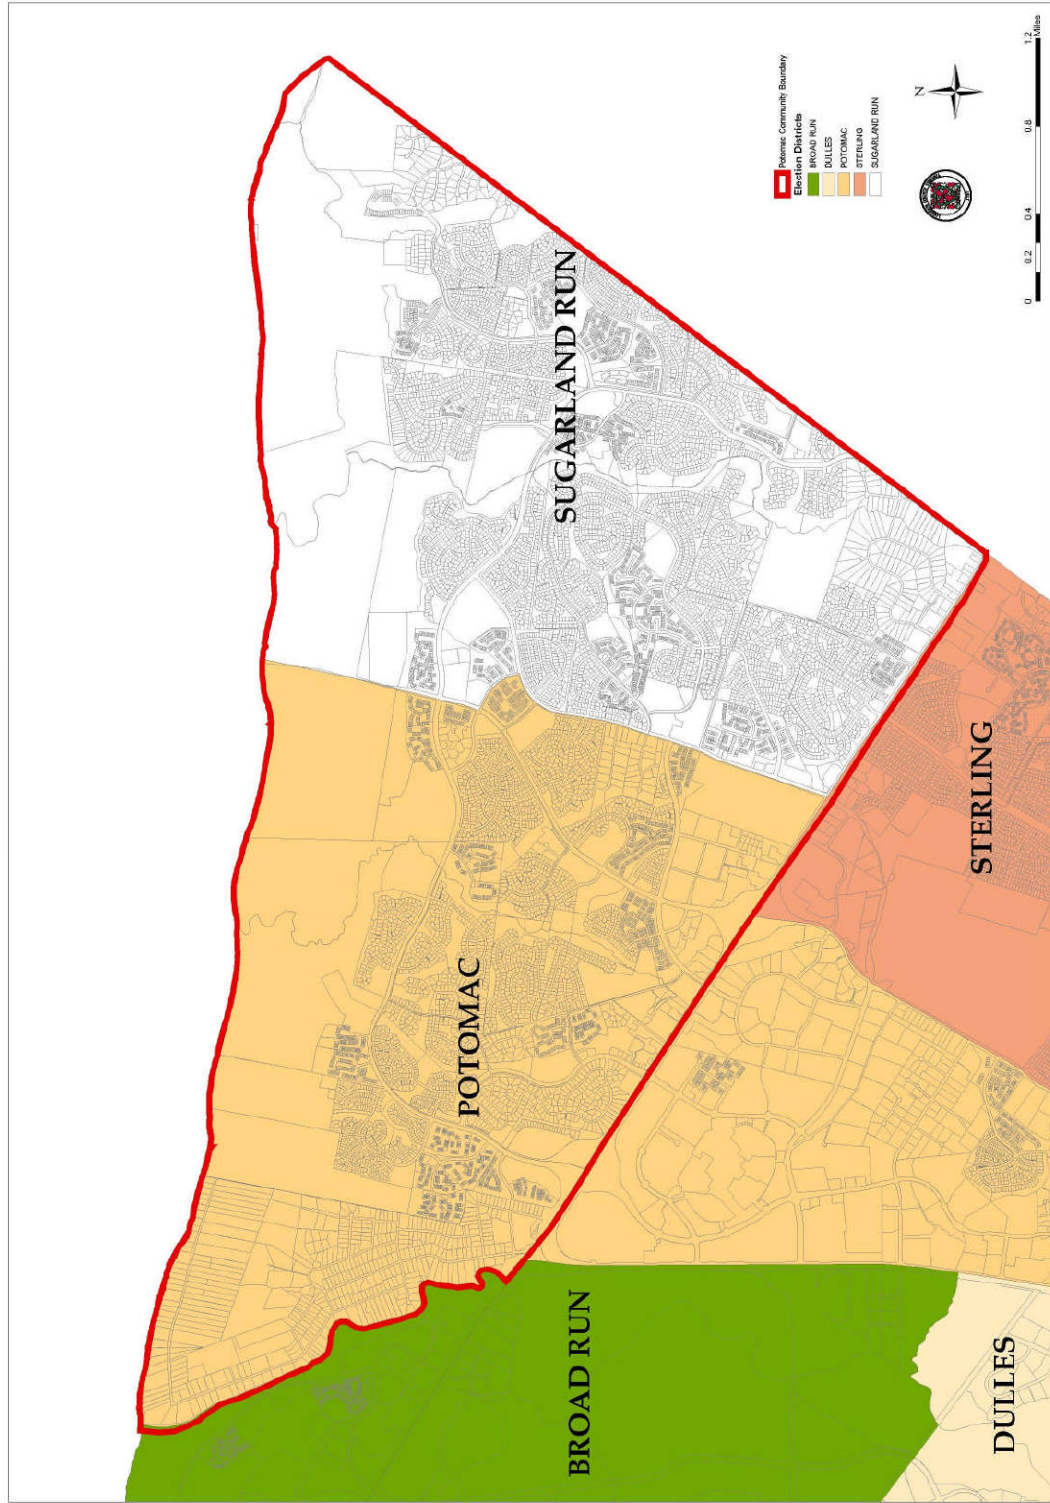 SUGARLAND RUN
POTOMAC
STERLING
BROAD RUN
DULLES
Potomac Community Boundary
Election Districts
BROAD RUN
DULLES
POTOMAC
STERLING
SUGARLAND RUN
N
0 0.2 0.4 0.8 1.2
Miles